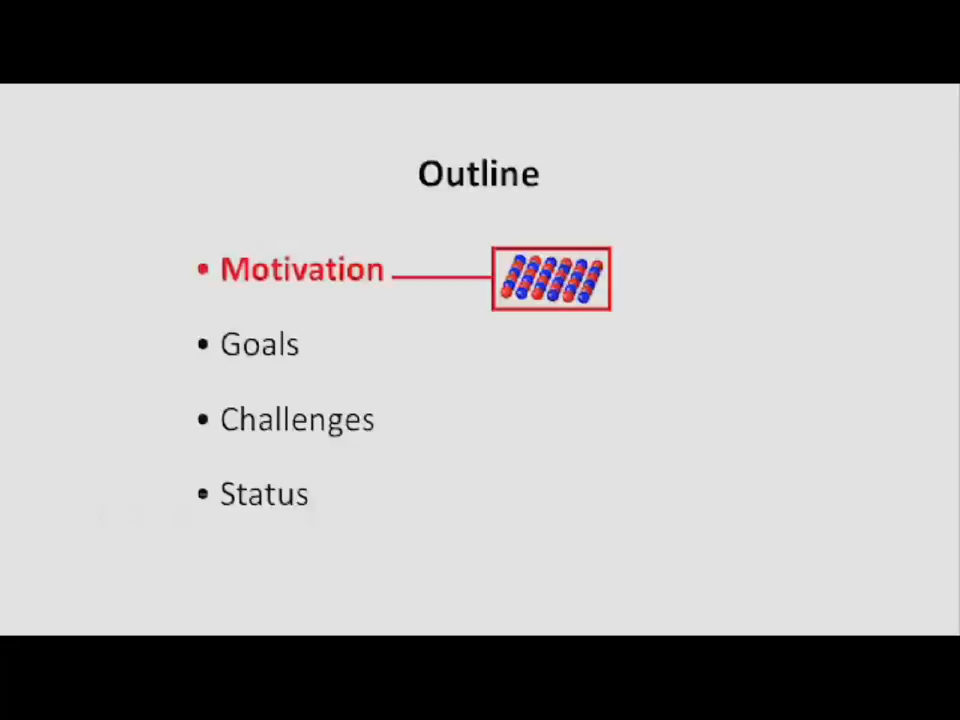 Outline
• Motivation
• Goals
• Challenges
• Status